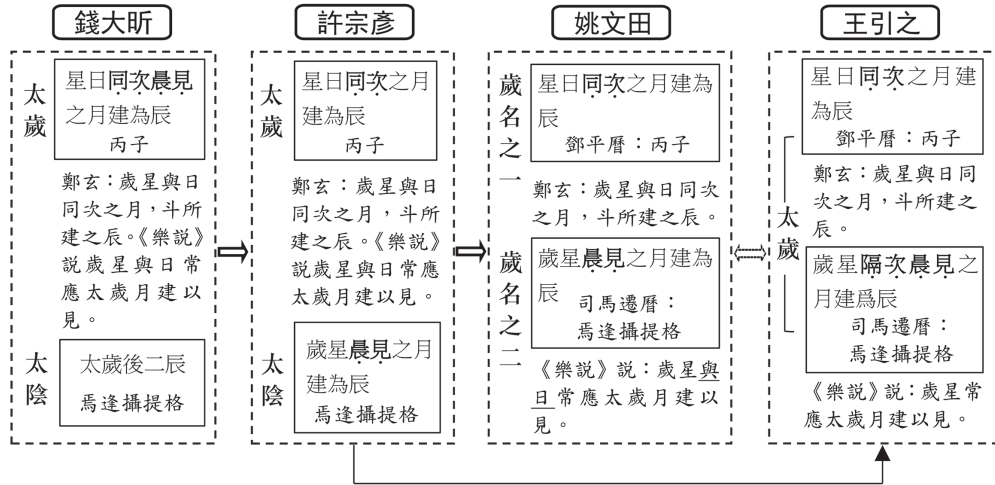 錢大昕
太歲
星日同次晨見
之月建為辰
丙子
鄭玄：歲星與日
同次之月，斗所
建之辰。《樂説》
説歲星與日常
應太歲月建以
見。
太陰
太歲後二辰
焉逢攝提格
許宗彥
太歲
星日同次之月
建為辰
丙子
鄭玄：歲星與日
同次之月，斗所
建之辰。《樂説》
説歲星與日常應
太歲月建以見。
太陰
歲星晨見之月
建為辰
焉逢攝提格
姚文田
歲名之一
星日同次之月建為
辰
鄧平曆：丙子
鄭玄：歲星與日同次
之月，斗所建之辰。
歲名之二
歲星晨見之月建為
辰
司馬遷曆：
焉逢攝提格
《樂説》説：歲星與
日常應太歲月建以
見。
王引之
太歲
星日同次之月建
為辰
鄧平曆：丙子
鄭玄：歲星與日同
次之月，斗所建之
辰。
歲星隔次晨見之
月建爲辰
司馬遷曆：
焉逢攝提格
《樂説》説：歲星常
應太歲月建以見。